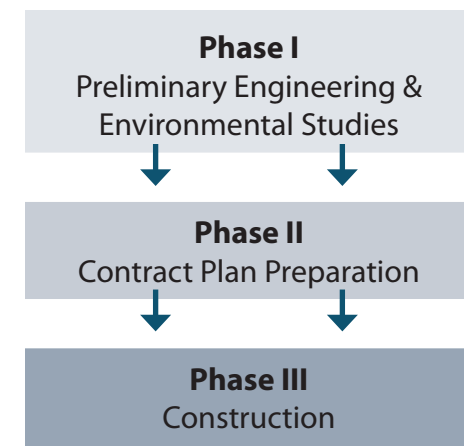 Phase I
Preliminary Engineering &
Environmental Studies
Phase II
Contract Plan Preparation
Phase III
Construction